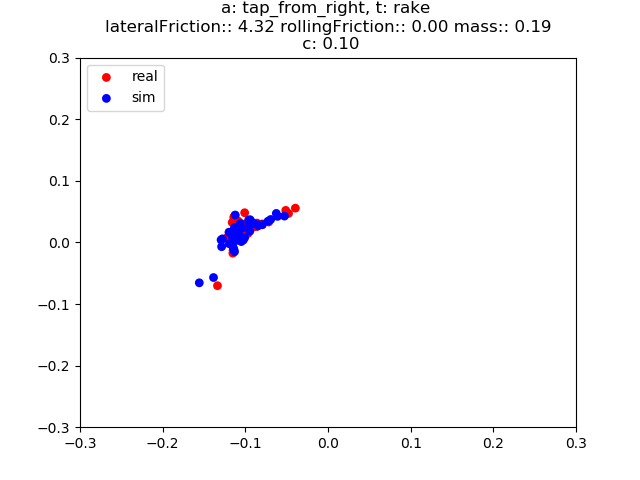 a: tap_from_right, t: rake
lateralFriction:: 4.32 rollingFriction:: 0.00 mass:: 0.19
c: 0.10
real
sim
0.3
0.2
0.1
0.0
−0.1
−0.2
−0.3
−0.3 −0.2 −0.1 0.0 0.1 0.2 0.3